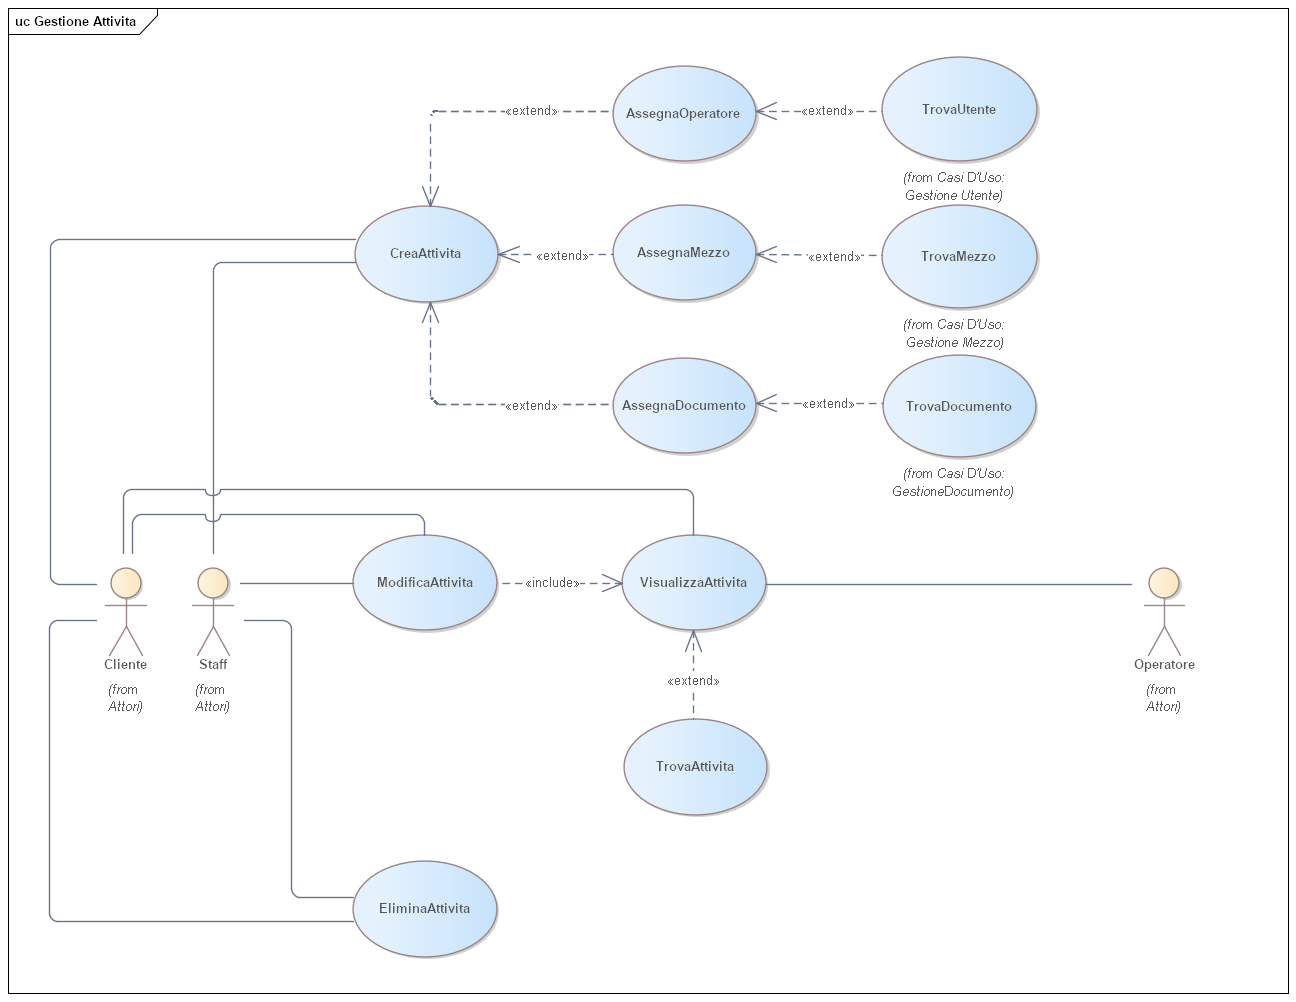 uc Gestione Attivita
«extend»
AssegnaOperatore
«extend»
TrovaUtente
(from Casi D'Uso:
Gestione Utente)
CreaAttivita
«extend»
AssegnaMezzo
«extend»
TrovaMezzo
(from Casi D'Uso:
Gestione Mezzo)
«extend»
AssegnaDocumento
«extend»
TrovaDocumento
(from Casi D'Uso:
GestioneDocumento)
ModificaAttivita
«include»
VisualizzaAttivita
Cliente
(from
Attori)
Staff
(from
Attori)
Operatore
(from
Attori)
«extend»
TrovaAttivita
EliminaAttivita